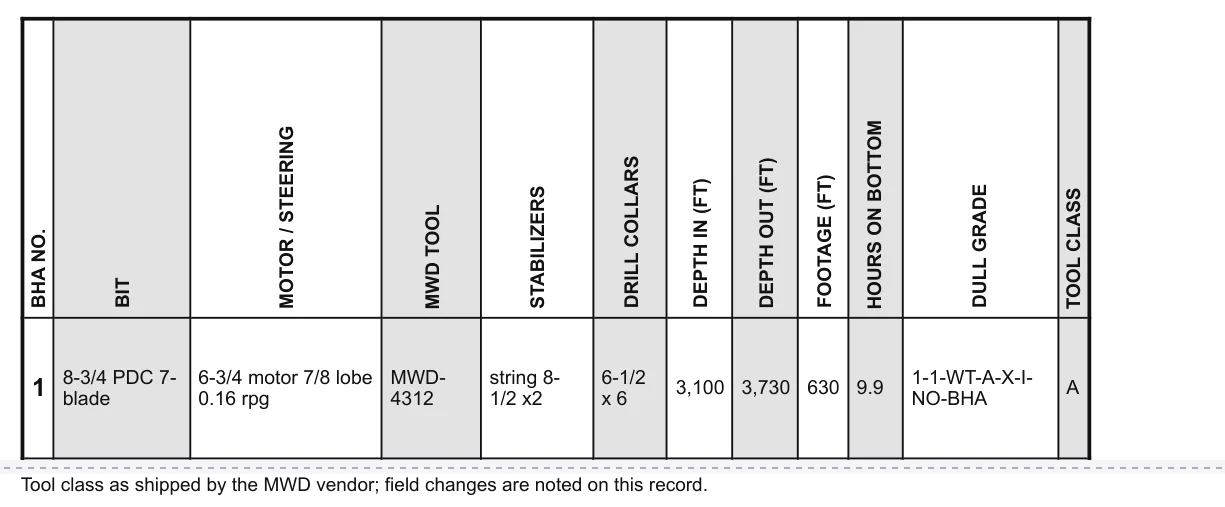 BHA NO.
BIT
MOTOR / STEERING
MWD TOOL
STABILIZERS
DRILL COLLARS
DEPTH IN (FT)
DEPTH OUT (FT)
FOOTAGE (FT)
HOURS ON BOTTOM
DULL GRADE
TOOL CLASS
1
8-3/4 PDC 7-
blade
6-3/4 motor 7/8 lobe
0.16 rpg
MWD-
4312
string 8-
1/2 x2
6-1/2
x 6
3,100
3,730
630
9.9
1-1-WT-A-X-I-
NO-BHA
A
Tool class as shipped by the MWD vendor; field changes are noted on this record.